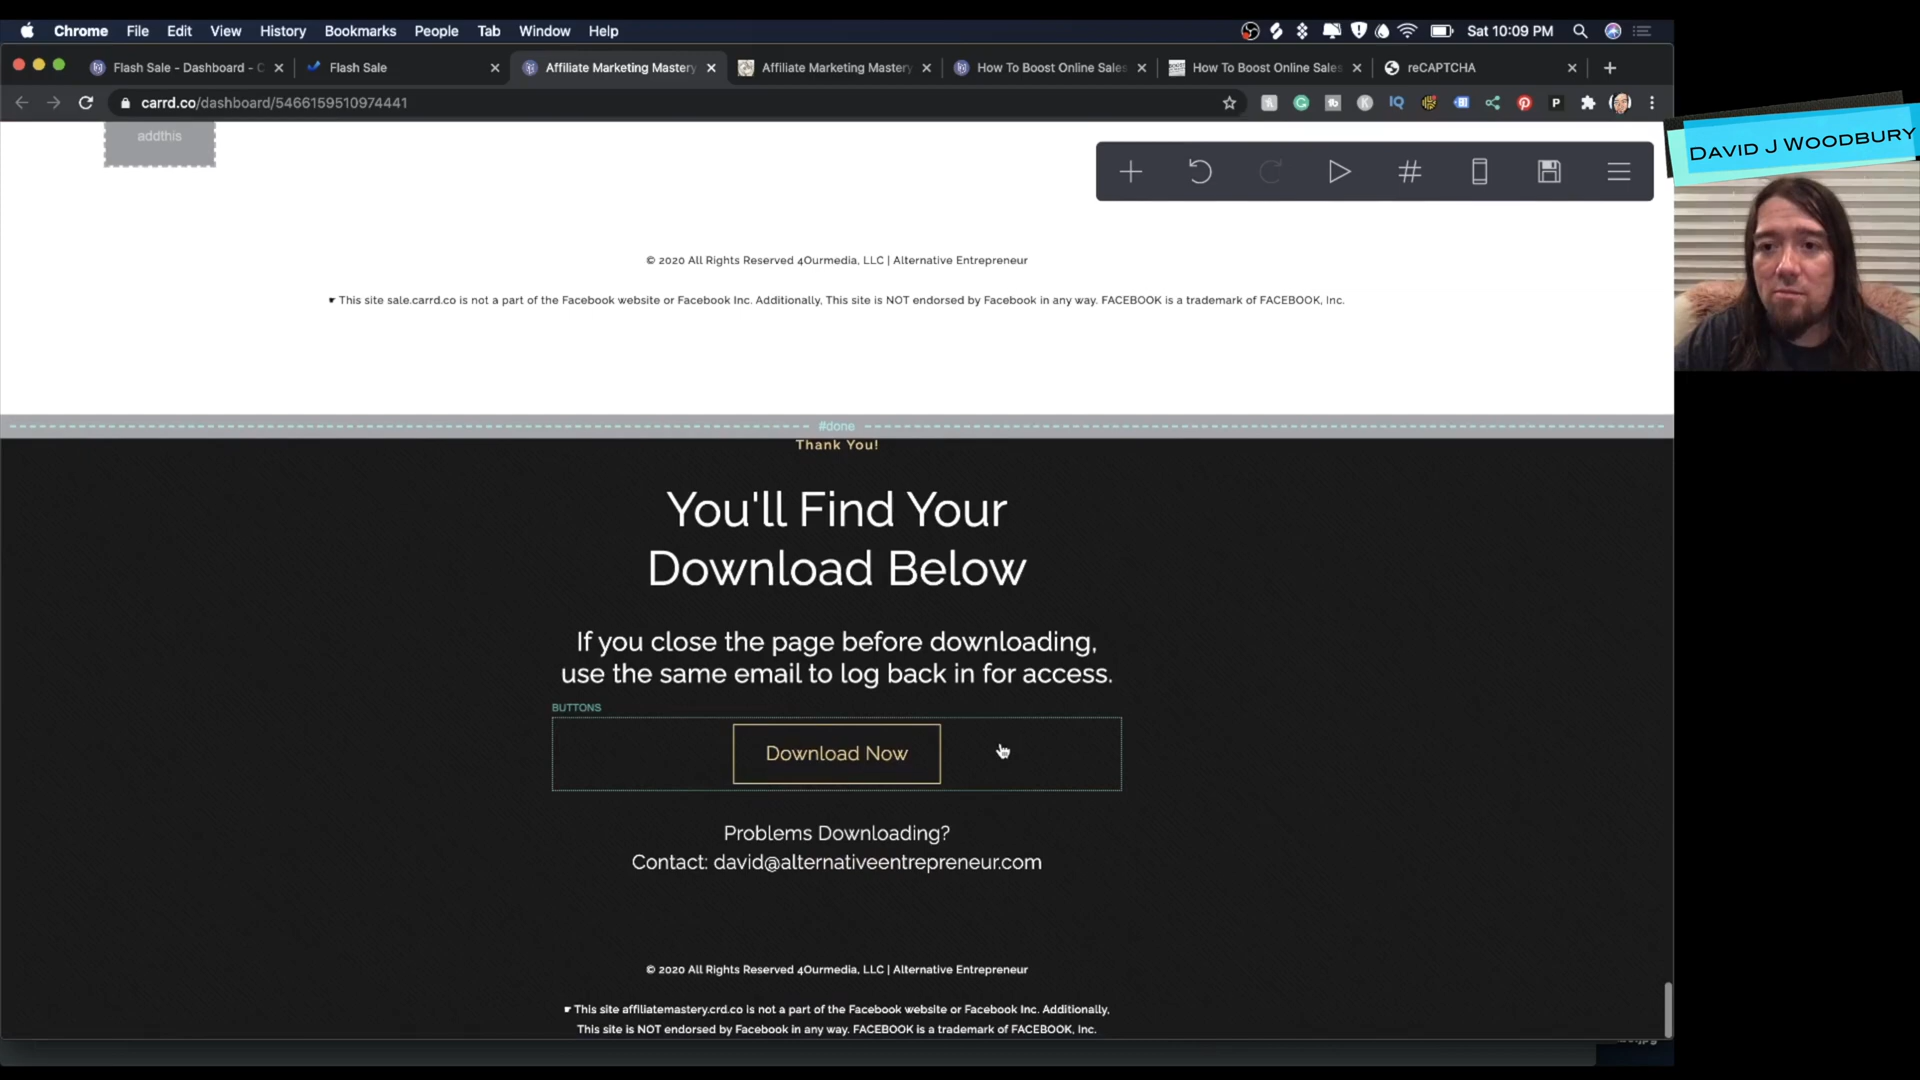 Chrome File Edit View History Bookmarks People Tab Window Help Sat 10:09 PM
Flash Sale - Dashboard - C Flash Sale Affiliate Marketing Mastery Affiliate Marketing Mastery How To Boost Online Sales How To Boost Online Sales reCAPTCHA
carrd.co/dashboard/5466159510974441
DAVID J WOODBURY
addthis
© 2020 All Rights Reserved 4Ourmedia, LLC | Alternative Entrepreneur
☛ This site sale.carrd.co is not a part of the Facebook website or Facebook Inc. Additionally, This site is NOT endorsed by Facebook in any way. FACEBOOK is a trademark of FACEBOOK, Inc.
#done
Thank You!
You'll Find Your
Download Below
If you close the page before downloading,
use the same email to log back in for access.
BUTTONS
Download Now
Problems Downloading?
Contact: david@alternativeentrepreneur.com
© 2020 All Rights Reserved 4Ourmedia, LLC | Alternative Entrepreneur
☛ This site affiliatemastery.crd.co is not a part of the Facebook website or Facebook Inc. Additionally,
This site is NOT endorsed by Facebook in any way. FACEBOOK is a trademark of FACEBOOK, Inc.